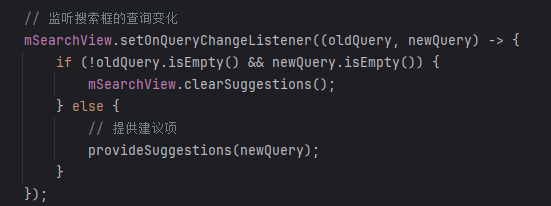 // 监听搜索框的查询变化
mSearchView.setOnQueryChangeListener((oldQuery, newQuery) -> {
    if (!oldQuery.isEmpty() && newQuery.isEmpty()) {
        mSearchView.clearSuggestions();
    } else {
        // 提供建议项
        provideSuggestions(newQuery);
    }
});